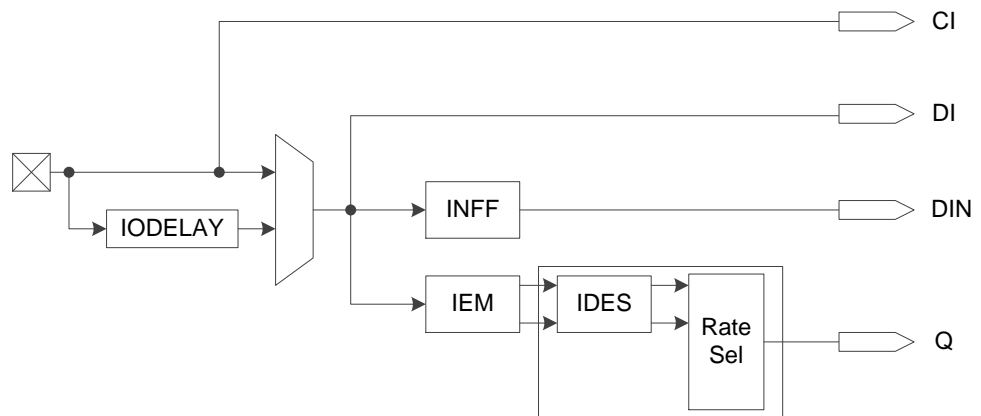 CI
DI
IODELAY
INFF
DIN
IEM
IDES
Rate
Sel
Q